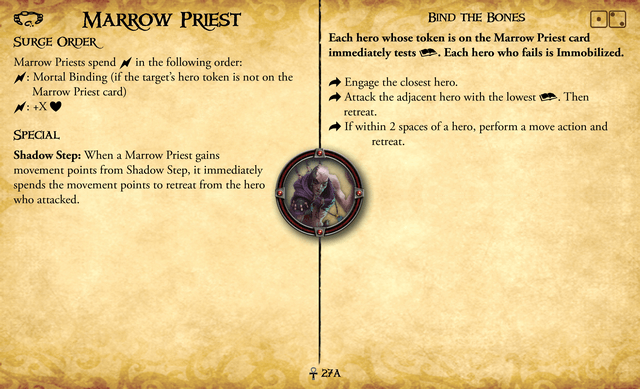 Marrow Priest
Surge Order
Marrow Priests spend in the following order:
: Mortal Binding (if the target's hero token is not on the
Marrow Priest card)
: +X
Special
Shadow Step: When a Marrow Priest gains
movement points from Shadow Step, it immediately
spends the movement points to retreat from the hero
who attacked.
Bind the Bones
Each hero whose token is on the Marrow Priest card
immediately tests . Each hero who fails is Immobilized.
Engage the closest hero.
Attack the adjacent hero with the lowest . Then
retreat.
If within 2 spaces of a hero, perform a move action and
retreat.
27A